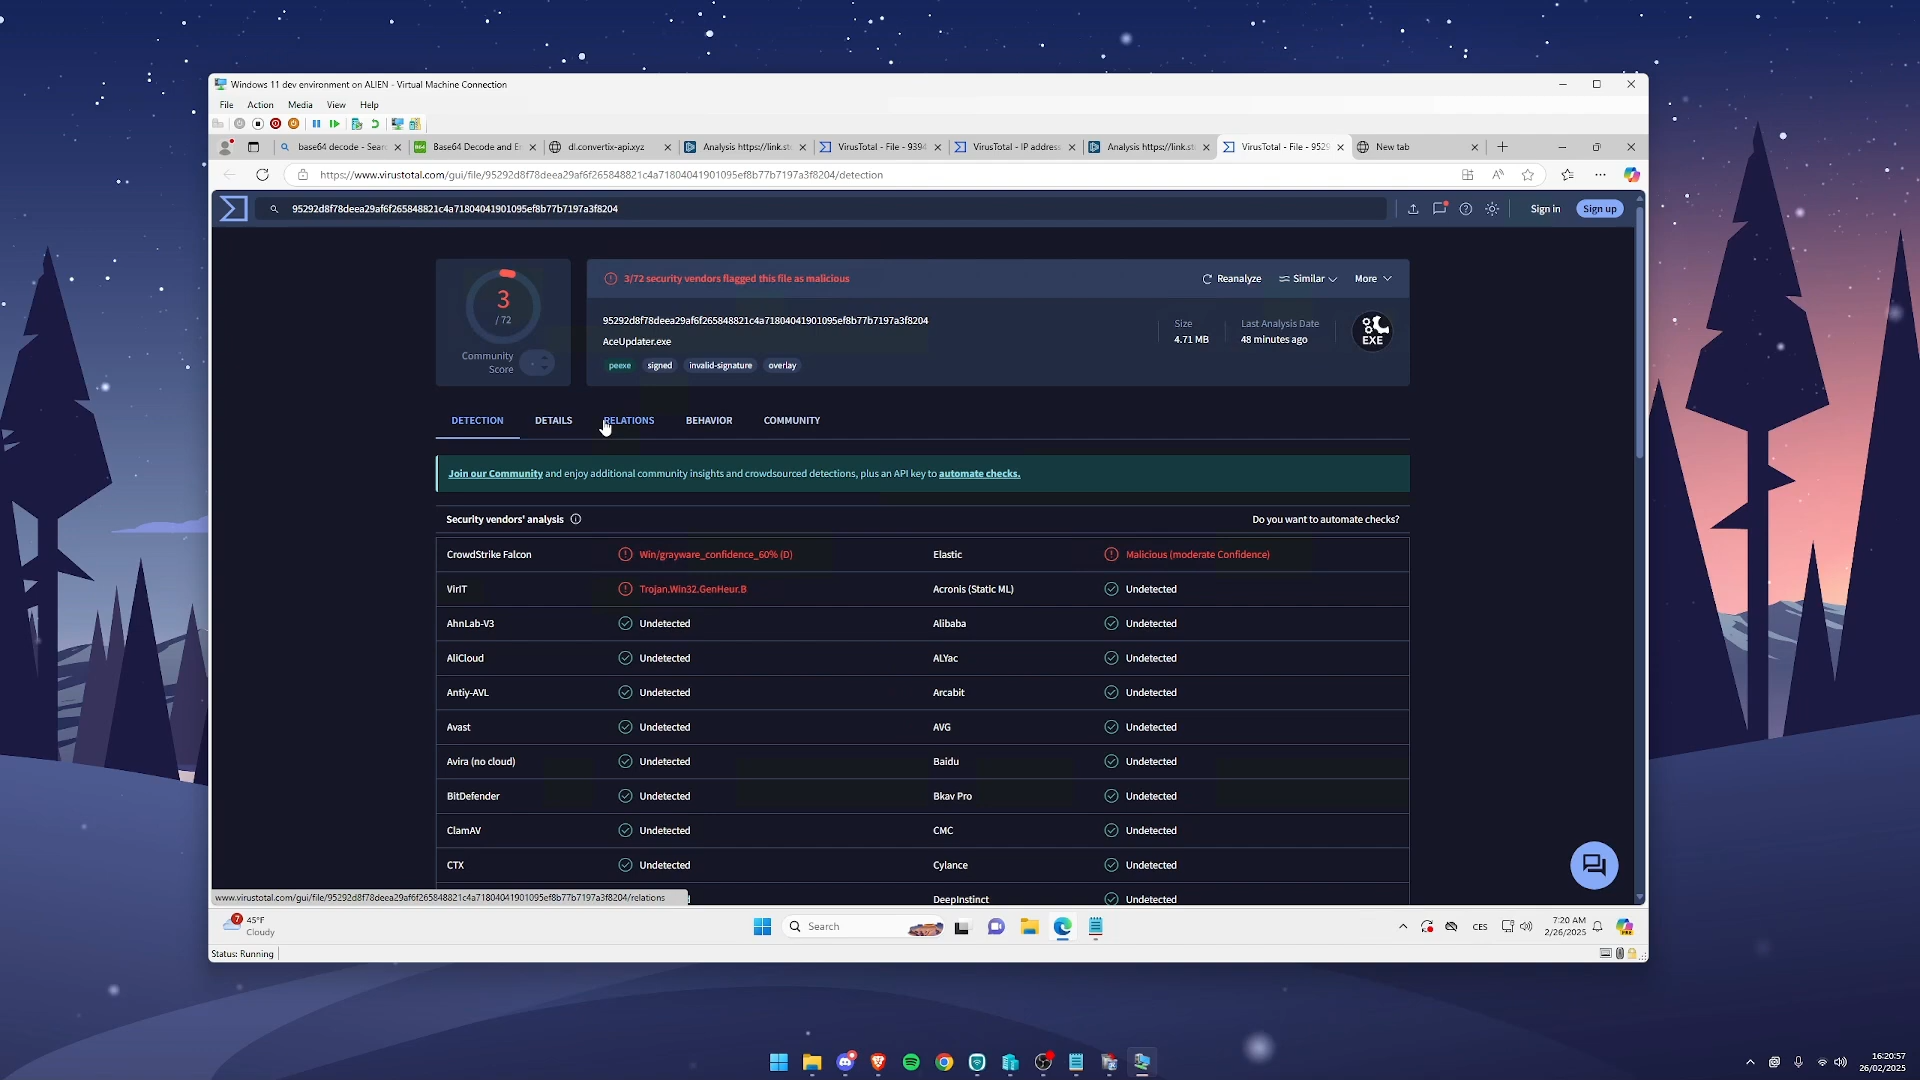 Windows 11 dev environment on ALIEN - Virtual Machine Connection
File Action Media View Help
base64 decode - Sear
Base64 Decode and E
dl.convertix-api.xyz
Analysis https://link.st
VirusTotal - File - 9394
VirusTotal - IP address
Analysis https://link.st
VirusTotal - File - 9529
New tab
https://www.virustotal.com/gui/file/95292d8f78deea29af6f265848821c4a71804041901095ef8b77b7197a3f8204/detection
95292d8f78deea29af6f265848821c4a71804041901095ef8b77b7197a3f8204
Sign in
Sign up
3
/ 72
Community
Score
3/72 security vendors flagged this file as malicious
Reanalyze
Similar
More
95292d8f78deea29af6f265848821c4a71804041901095ef8b77b7197a3f8204
AceUpdater.exe
peexe signed invalid-signature overlay
Size
4.71 MB
Last Analysis Date
48 minutes ago
EXE
DETECTION DETAILS RELATIONS BEHAVIOR COMMUNITY
Join our Community and enjoy additional community insights and crowdsourced detections, plus an API key to automate checks.
Security vendors' analysis
Do you want to automate checks?
CrowdStrike Falcon Win/grayware_confidence_60% (D) Elastic Malicious (moderate Confidence)
VirIT Trojan.Win32.GenHeur.B Acronis (Static ML) Undetected
AhnLab-V3 Undetected Alibaba Undetected
AliCloud Undetected ALYac Undetected
Antiy-AVL Undetected Arcabit Undetected
Avast Undetected AVG Undetected
Avira (no cloud) Undetected Baidu Undetected
BitDefender Undetected Bkav Pro Undetected
ClamAV Undetected CMC Undetected
CTX Undetected Cylance Undetected
DeepInstinct Undetected
www.virustotal.com/gui/file/95292d8f78deea29af6f265848821c4a71804041901095ef8b77b7197a3f8204/relations
7
45°F
Cloudy
Search
CES
7:20 AM
2/26/2025
Status: Running
16:20:57
26/02/2025